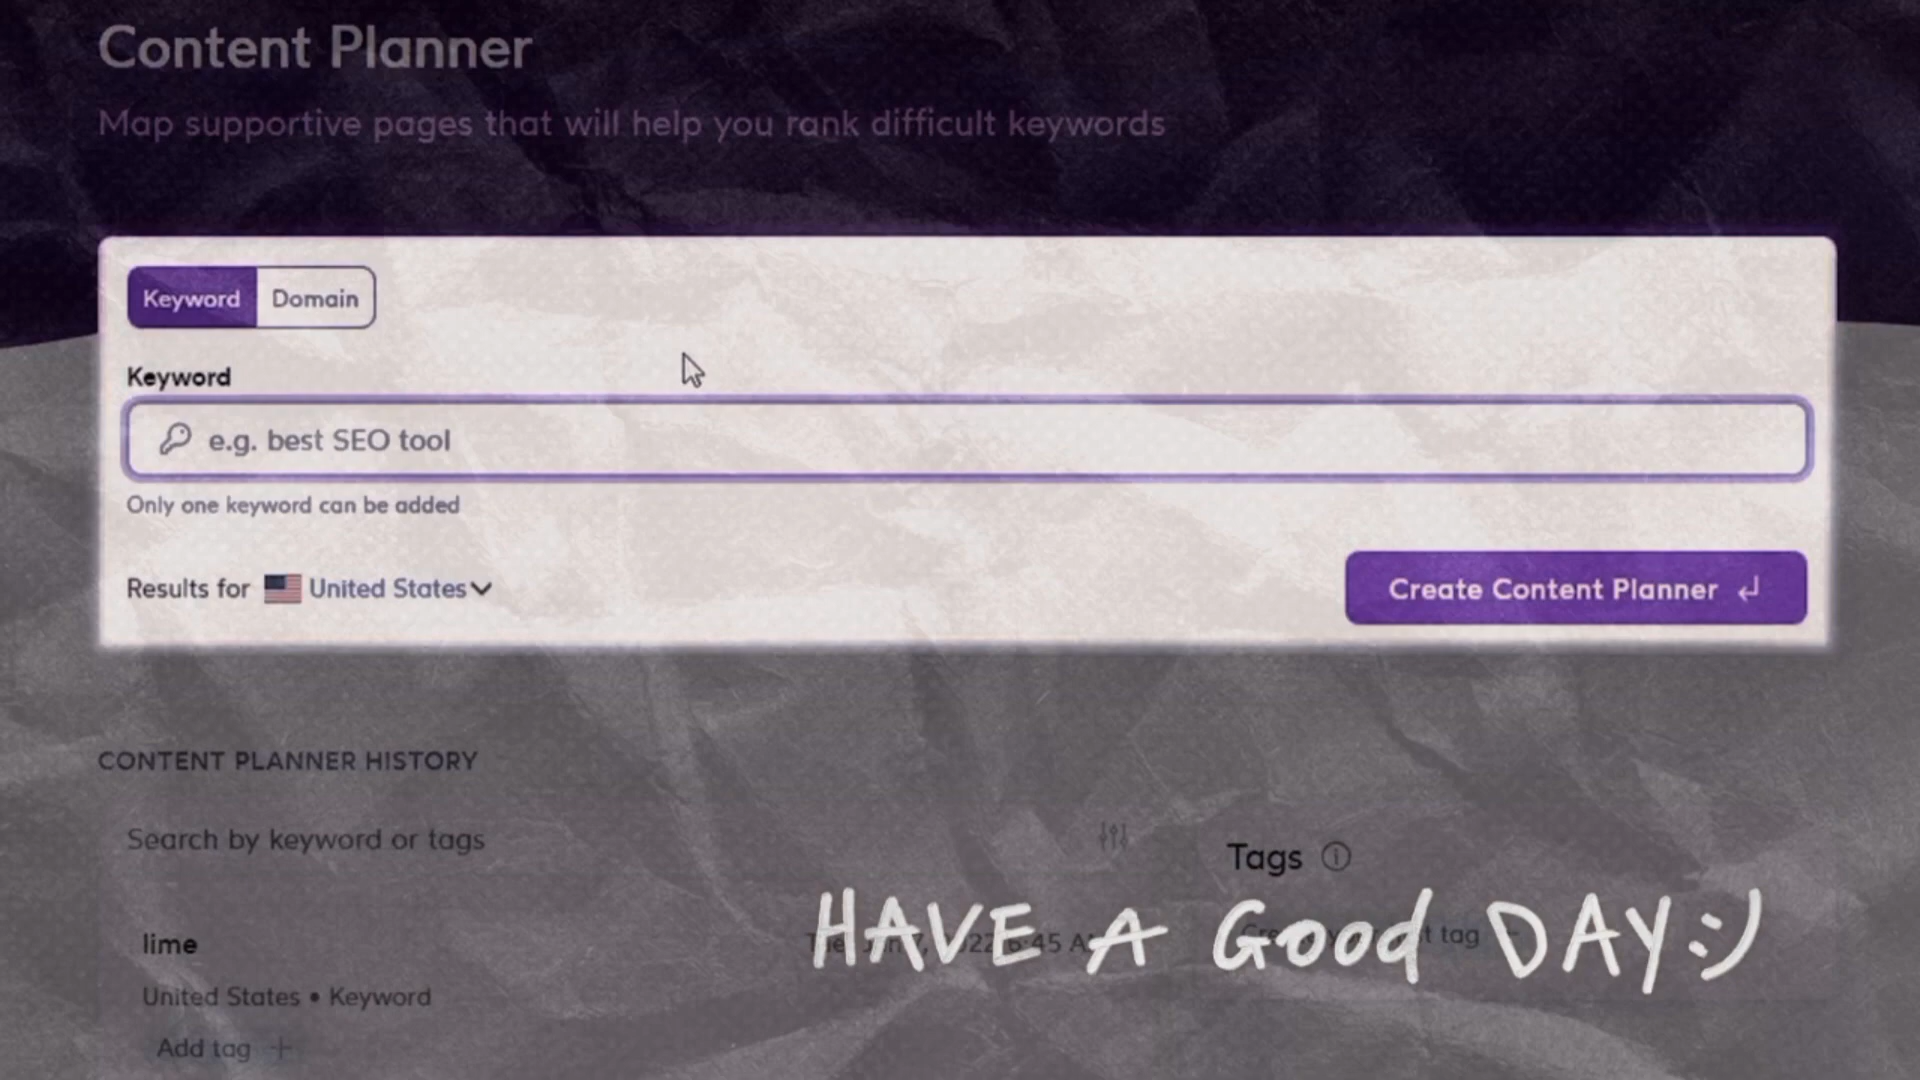 Content Planner
Map supportive pages that will help you rank difficult keywords
Keyword Domain
Keyword
e.g. best SEO tool
Only one keyword can be added
Results for United States
Create Content Planner
CONTENT PLANNER HISTORY
Search by keyword or tags
Tags
lime
United States • Keyword
Add tag +
HAVE A GooD DAY:)